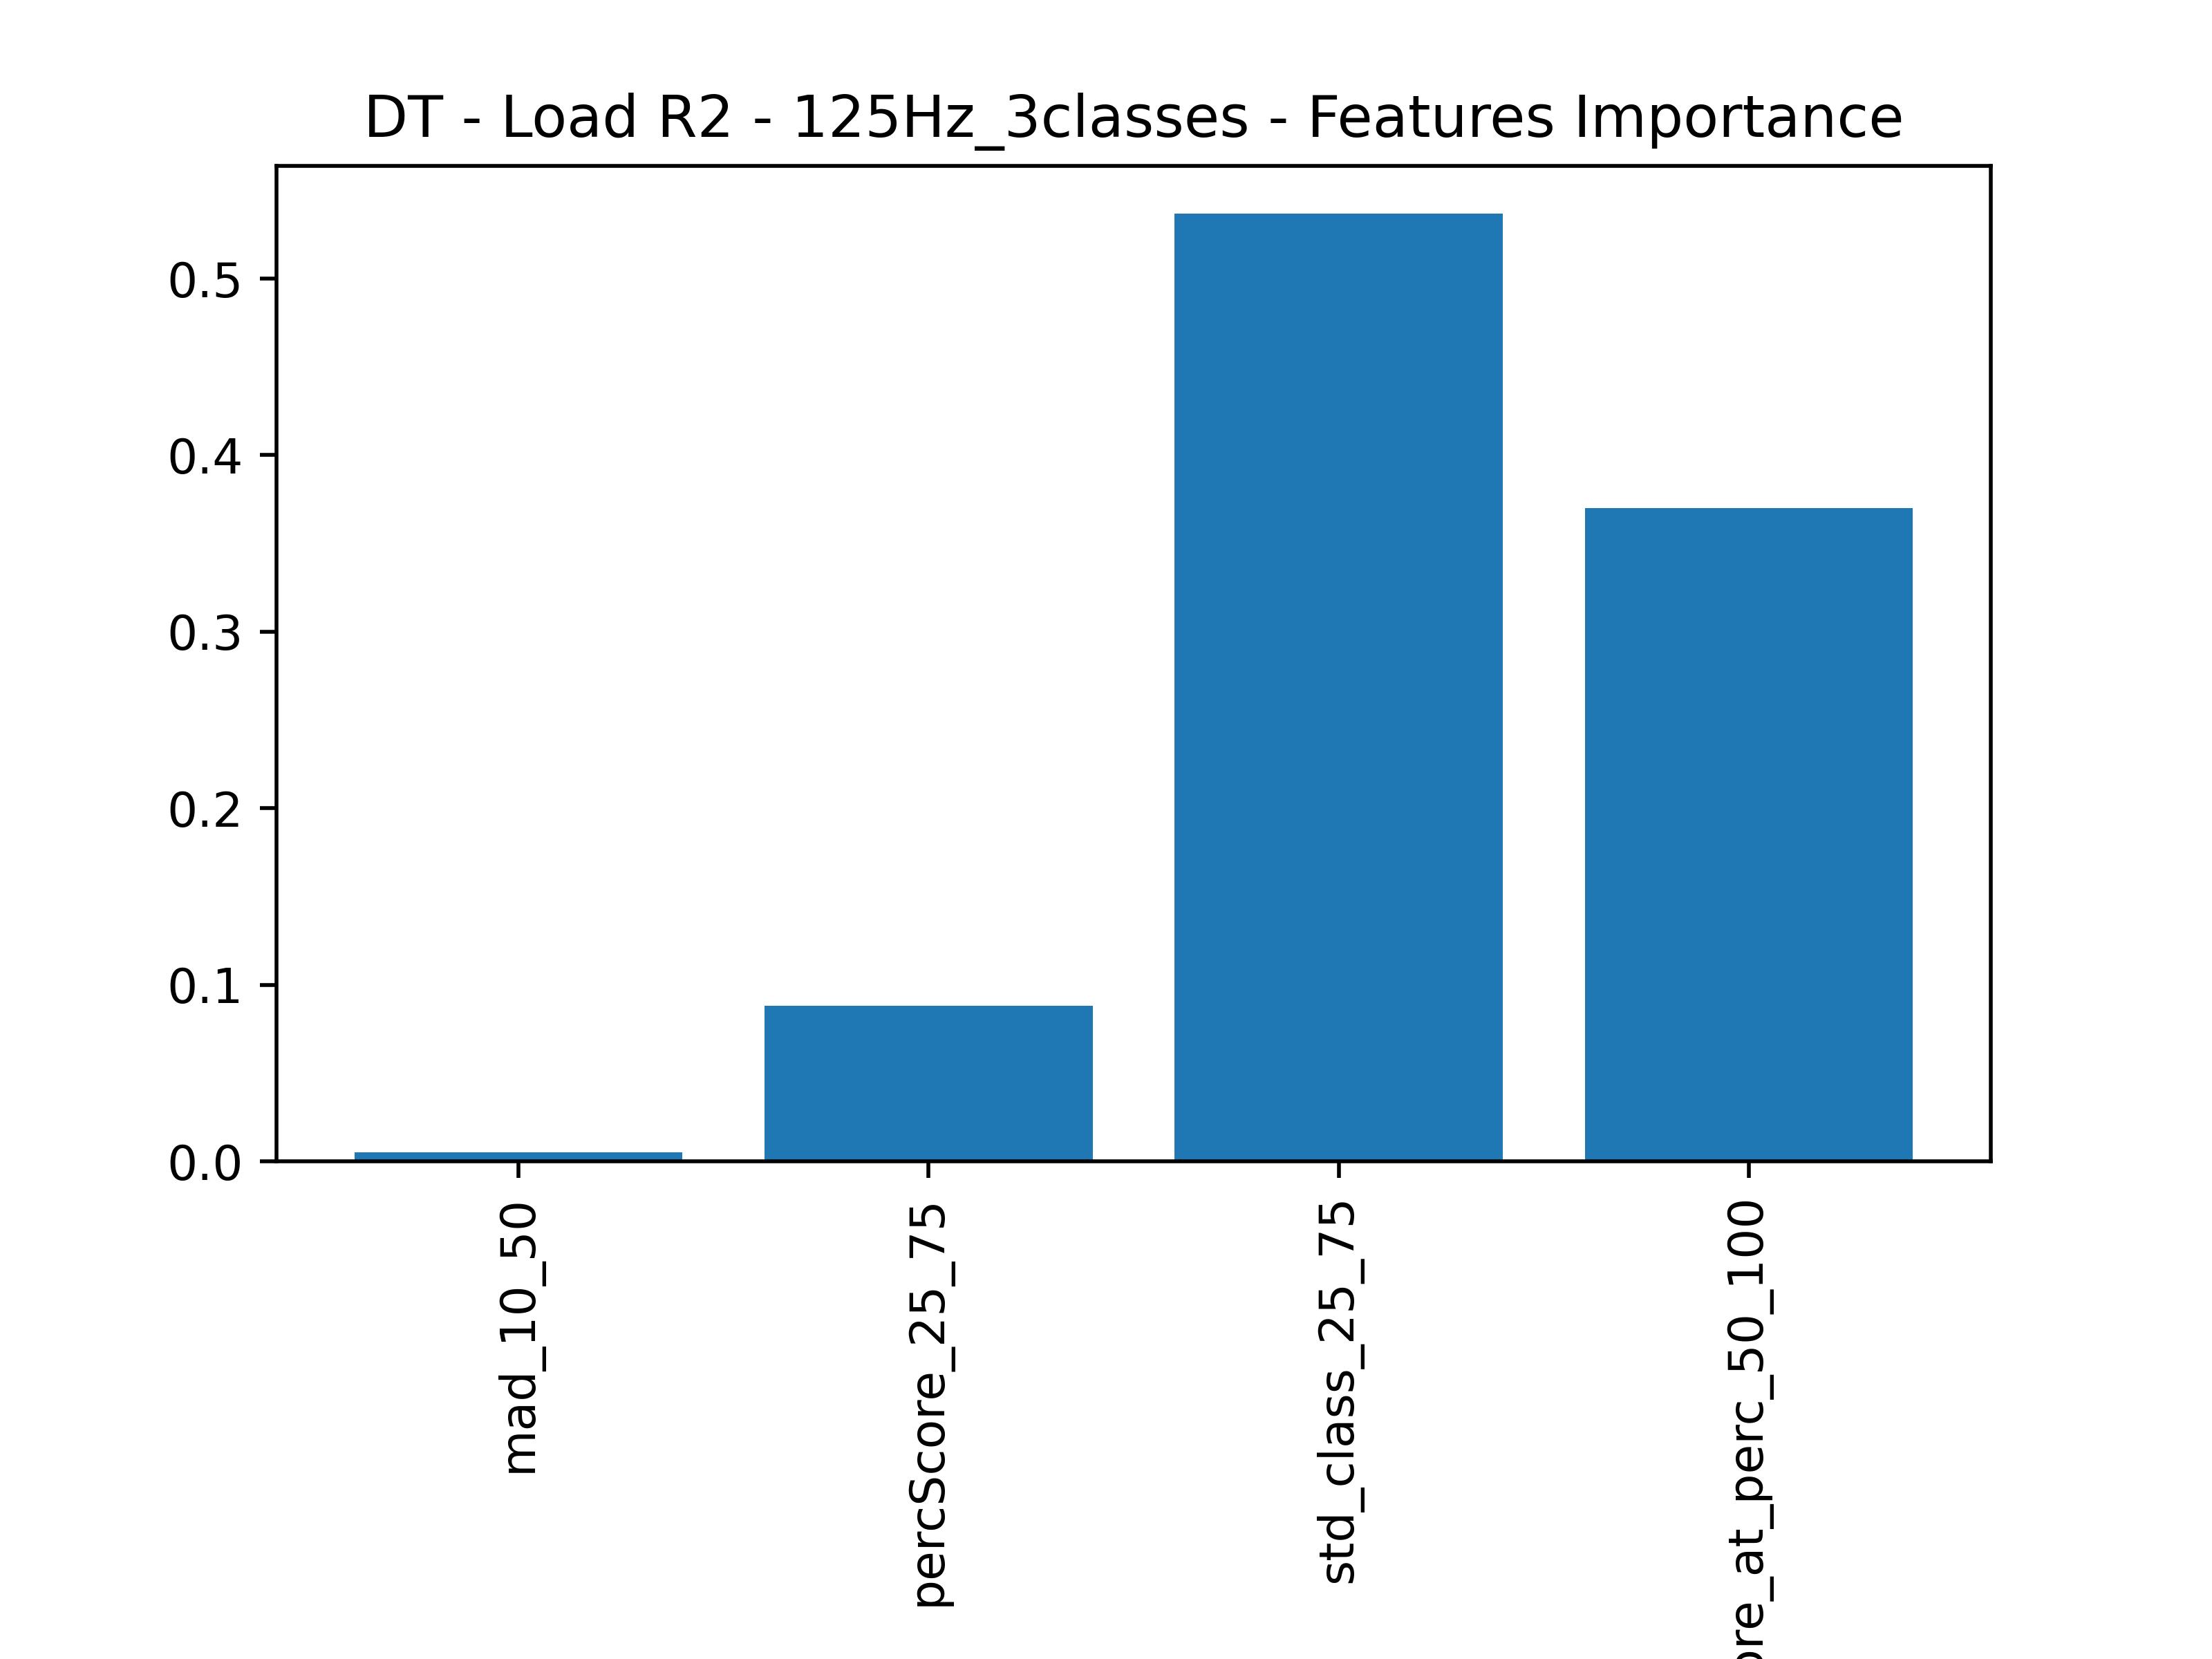 DT - Load R2 - 125Hz_3classes - Features Importance
0.5
0.4
0.3
0.2
0.1
0.0
mad_10_50
percScore_25_75
std_class_25_75
ore_at_perc_50_100